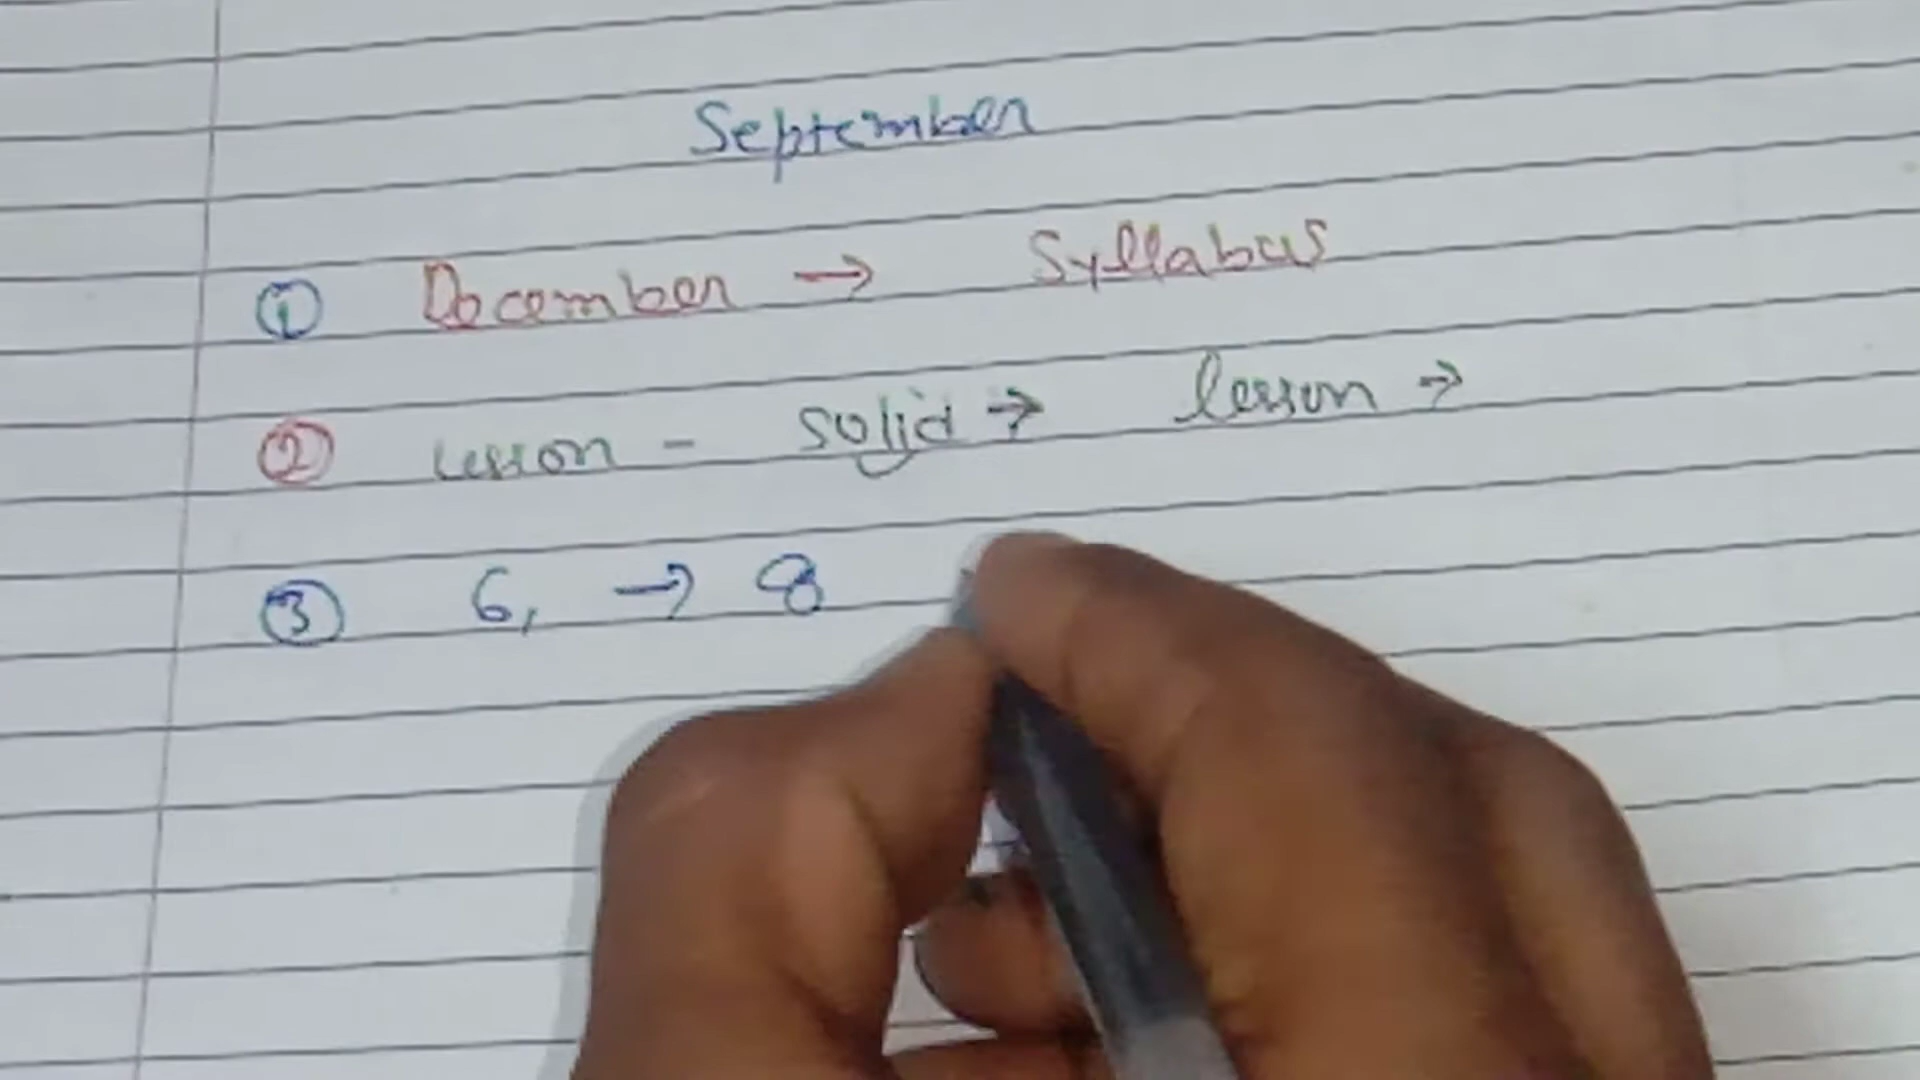 September
① December → Syllabus
② Lesson - solid → lesson →
③ 6, → 8